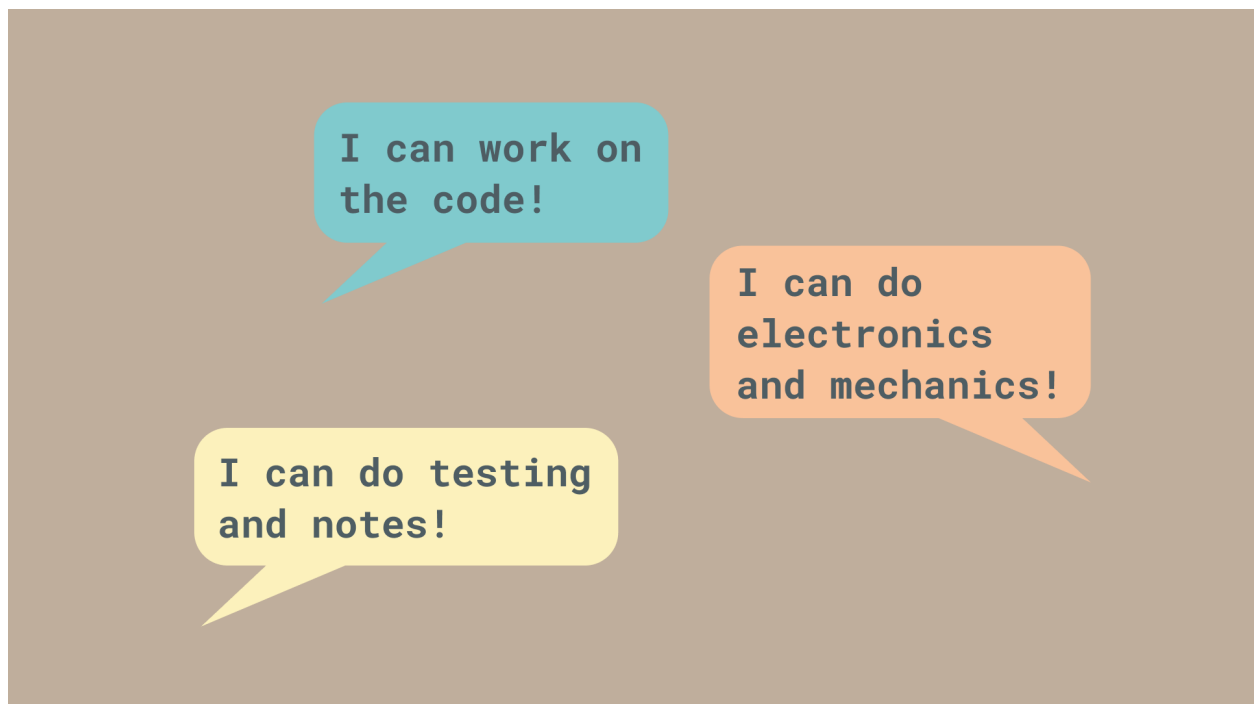 I can work on
the code!
I can do
electronics
and mechanics!
I can do testing
and notes!